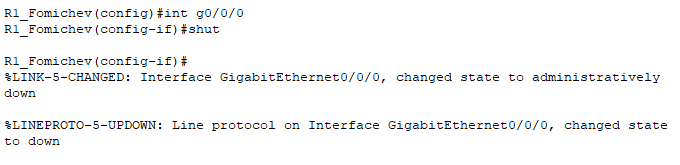 R1_Fomichev(config)#int g0/0/0
R1_Fomichev(config-if)#shut
R1_Fomichev(config-if)#
%LINK-5-CHANGED: Interface GigabitEthernet0/0/0, changed state to administratively
down
%LINEPROTO-5-UPDOWN: Line protocol on Interface GigabitEthernet0/0/0, changed state
to down